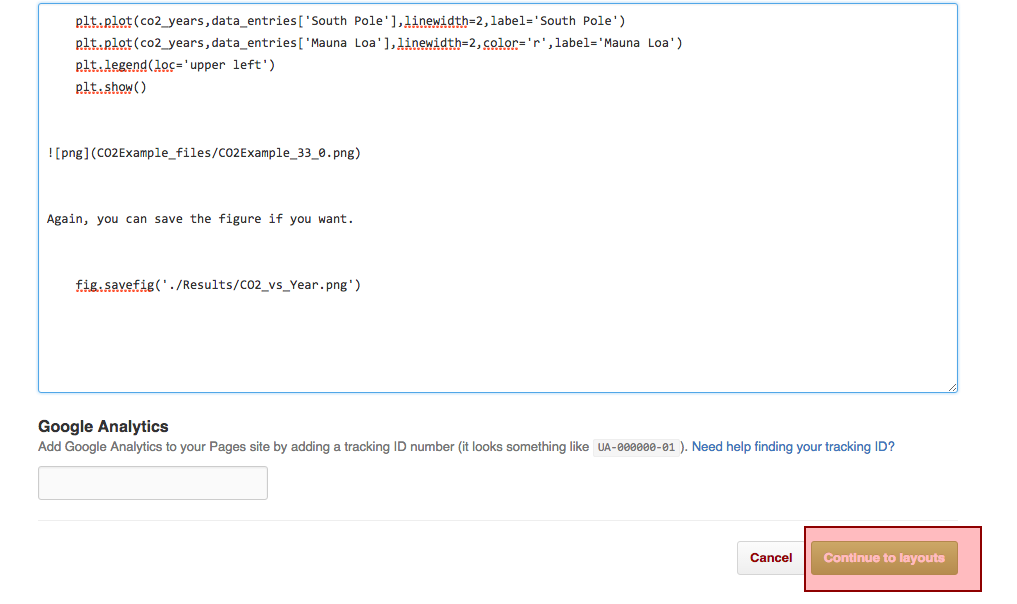 plt.plot(co2_years,data_entries['South Pole'],linewidth=2,label='South Pole')
plt.plot(co2_years,data_entries['Mauna Loa'],linewidth=2,color='r',label='Mauna Loa')
plt.legend(loc='upper left')
plt.show()
![png](CO2Example_files/CO2Example_33_0.png)
Again, you can save the figure if you want.
fig.savefig('./Results/CO2_vs_Year.png')
Google Analytics
Add Google Analytics to your Pages site by adding a tracking ID number (it looks something like UA-000000-01 ). Need help finding your tracking ID?
Cancel Continue to layouts